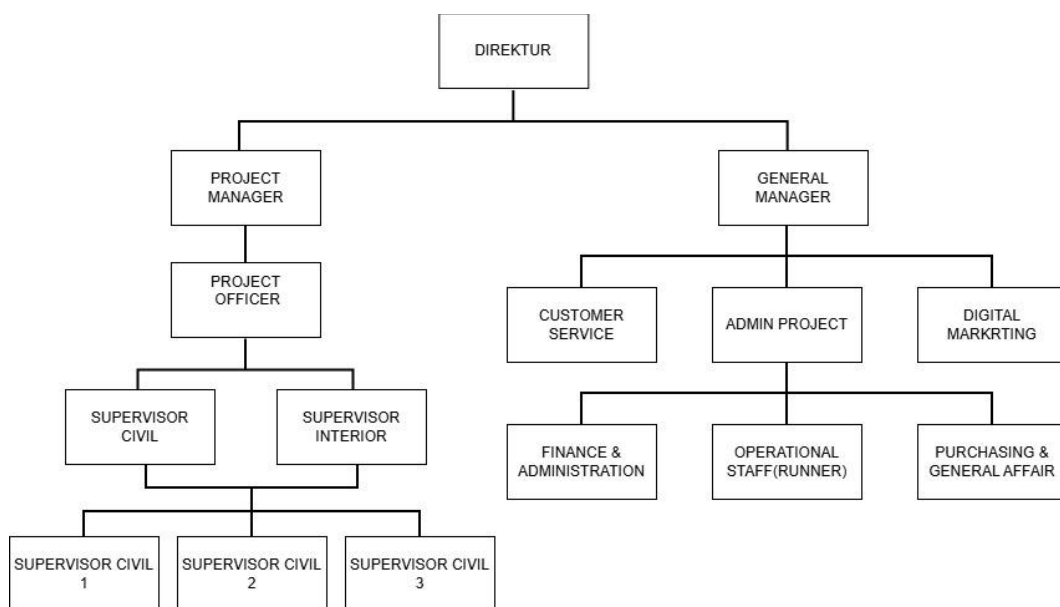 DIREKTUR
PROJECT
MANAGER
GENERAL
MANAGER
PROJECT
OFFICER
CUSTOMER
SERVICE
ADMIN PROJECT
DIGITAL
MARKRTING
SUPERVISOR
CIVIL
SUPERVISOR
INTERIOR
FINANCE &
ADMINISTRATION
OPERATIONAL
STAFF(RUNNER)
PURCHASING &
GENERAL AFFAIR
SUPERVISOR CIVIL
1
SUPERVISOR CIVIL
2
SUPERVISOR CIVIL
3